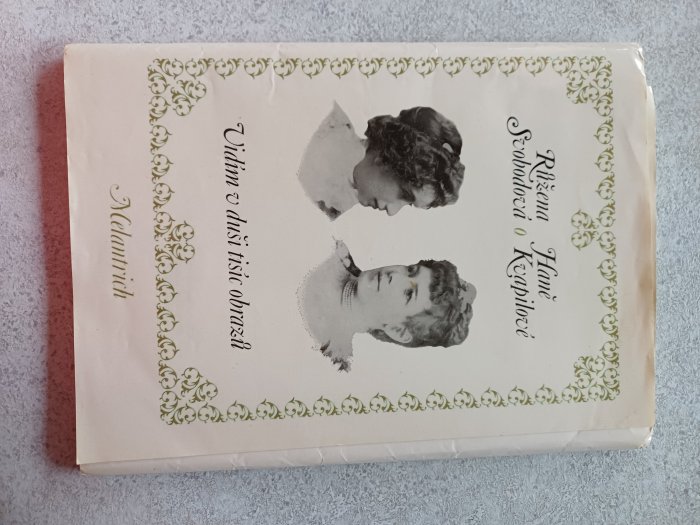 Růžena Haně
Svobodová o Kvapilové
Vidím v duši tisíc obrazů
Melantrich